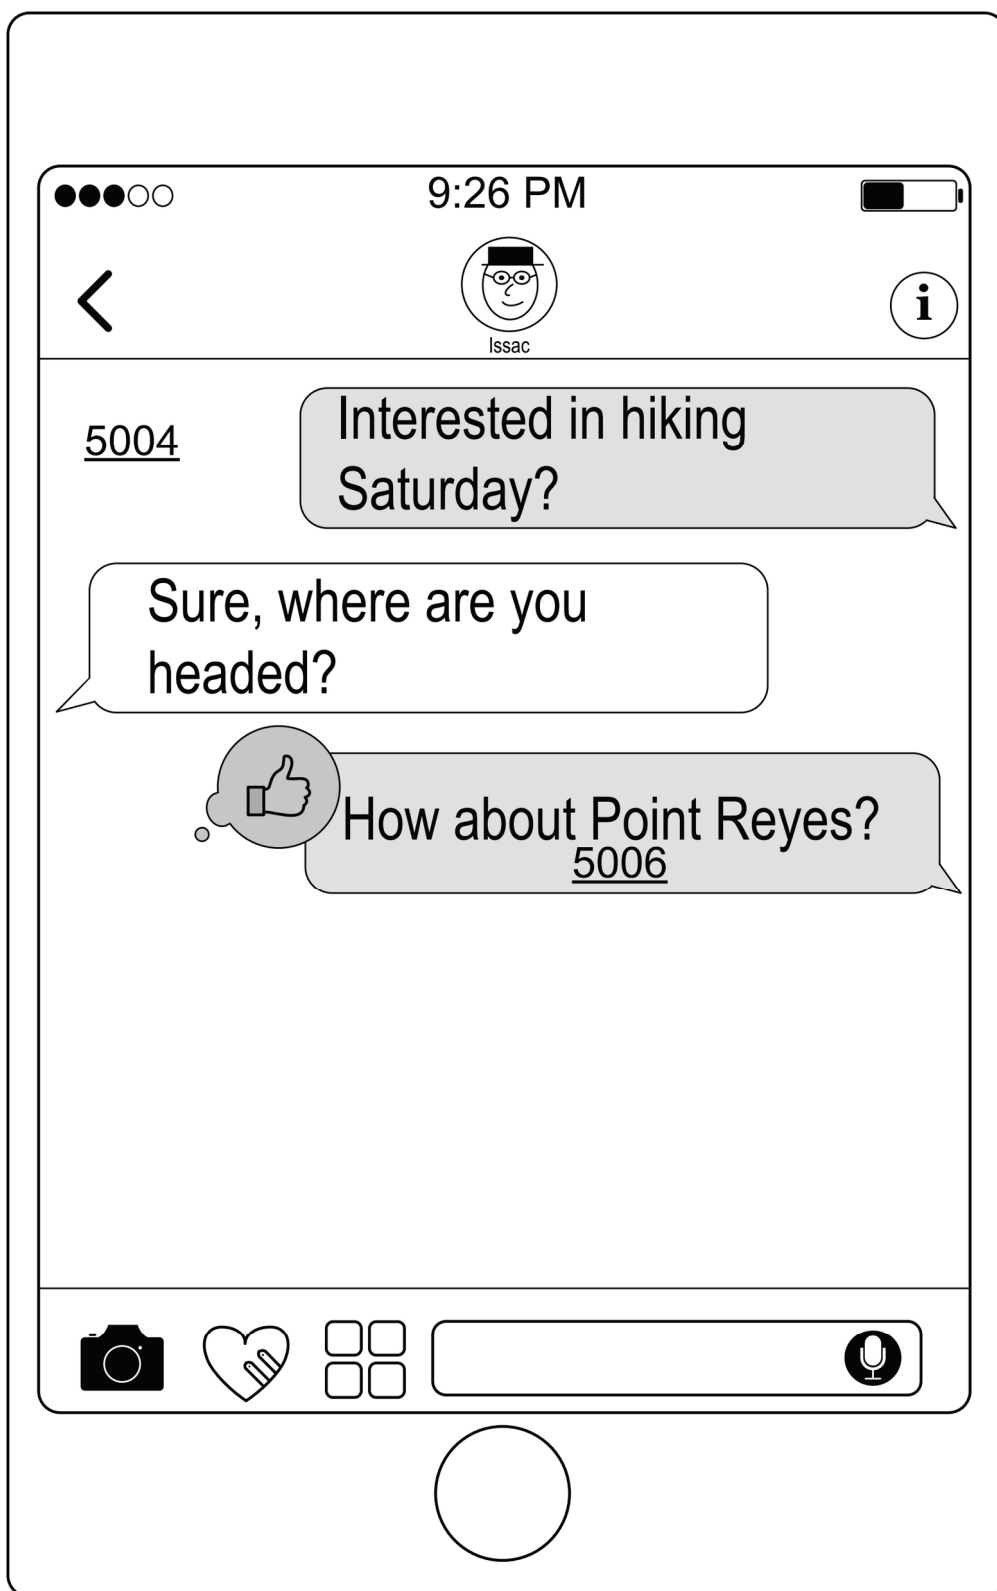 9:26 PM
i
Issac
5004
Interested in hiking
Saturday?
Sure, where are you
headed?
How about Point Reyes?
5006